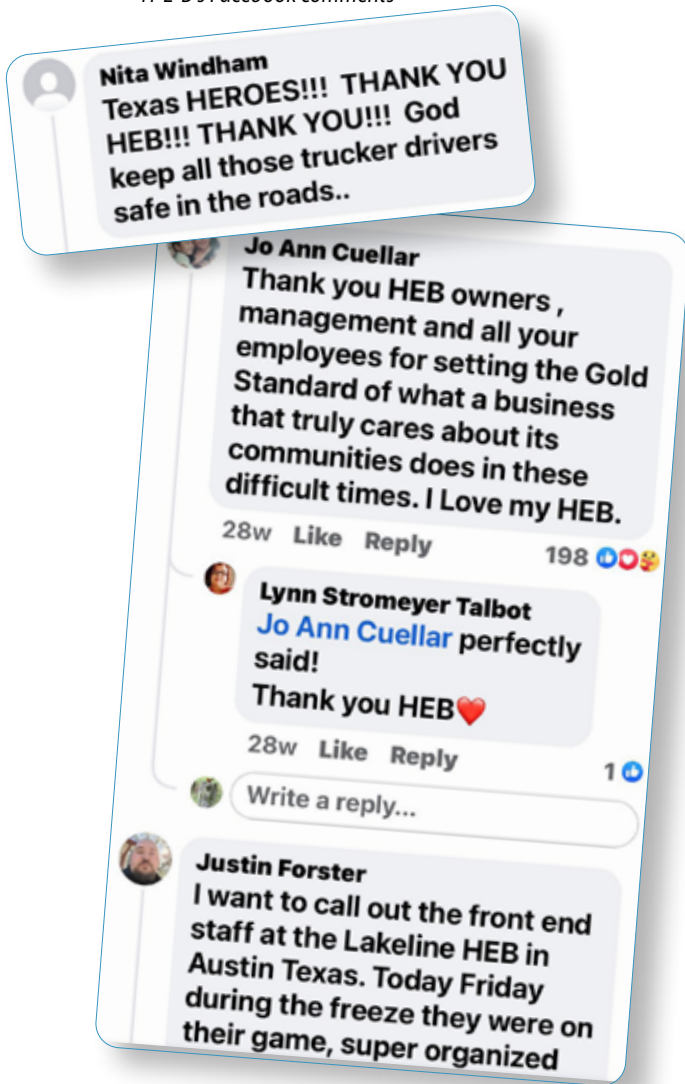 H-E-B's Facebook comments
Nita Windham
Texas HEROES!!! THANK YOU
HEB!!! THANK YOU!!! God
keep all those trucker drivers
safe in the roads..
Jo Ann Cuellar
Thank you HEB owners ,
management and all your
employees for setting the Gold
Standard of what a business
that truly cares about its
communities does in these
difficult times. I Love my HEB.
28w Like Reply 198
Lynn Stromeyer Talbot
Jo Ann Cuellar perfectly
said!
Thank you HEB❤️
28w Like Reply 1
Write a reply...
Justin Forster
I want to call out the front end
staff at the Lakeline HEB in
Austin Texas. Today Friday
during the freeze they were on
their game, super organized